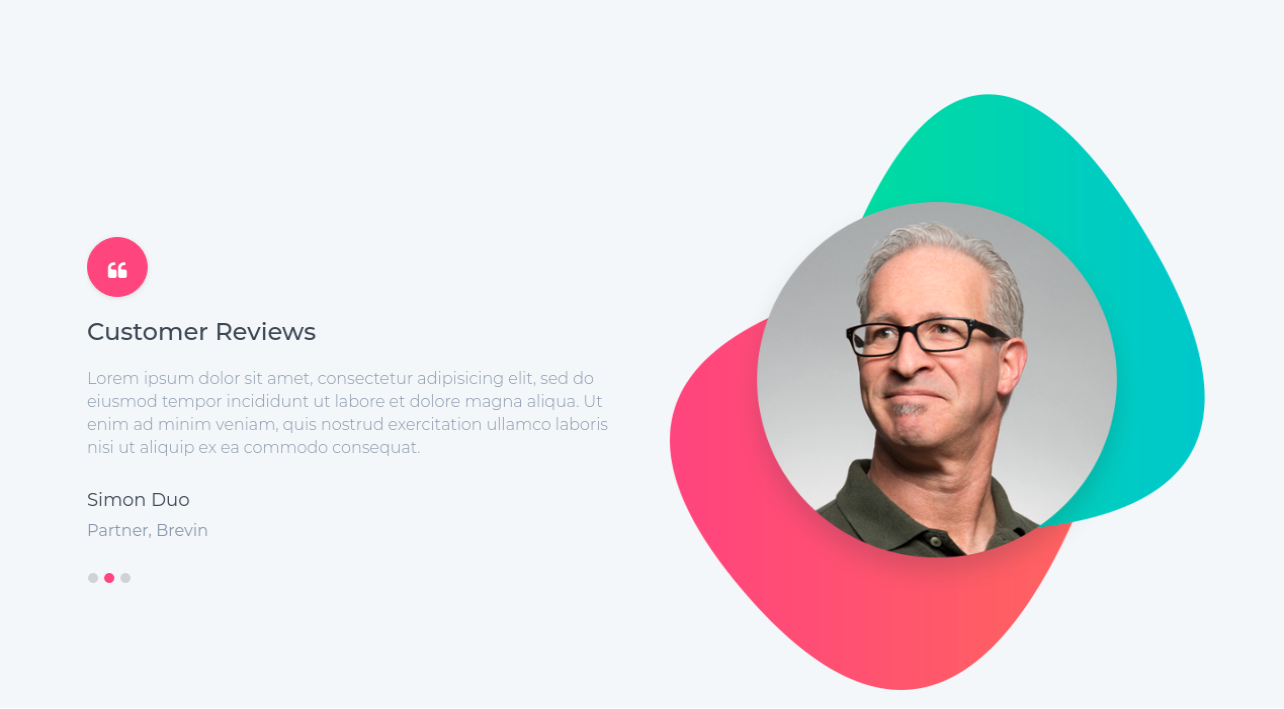 Customer Reviews
Lorem ipsum dolor sit amet, consectetur adipisicing elit, sed do
eiusmod tempor incididunt ut labore et dolore magna aliqua. Ut
enim ad minim veniam, quis nostrud exercitation ullamco laboris
nisi ut aliquip ex ea commodo consequat.
Simon Duo
Partner, Brevin